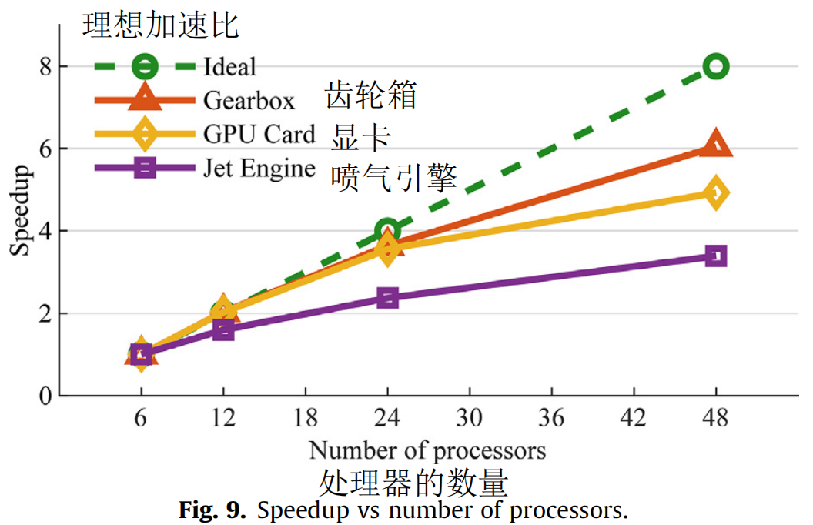 理想加速比
Ideal
Gearbox 齿轮箱
GPU Card 显卡
Jet Engine 喷气引擎
Speedup
8
6
4
2
0
6 12 18 24 30 36 42 48
Number of processors
处理器的数量
Fig. 9. Speedup vs number of processors.